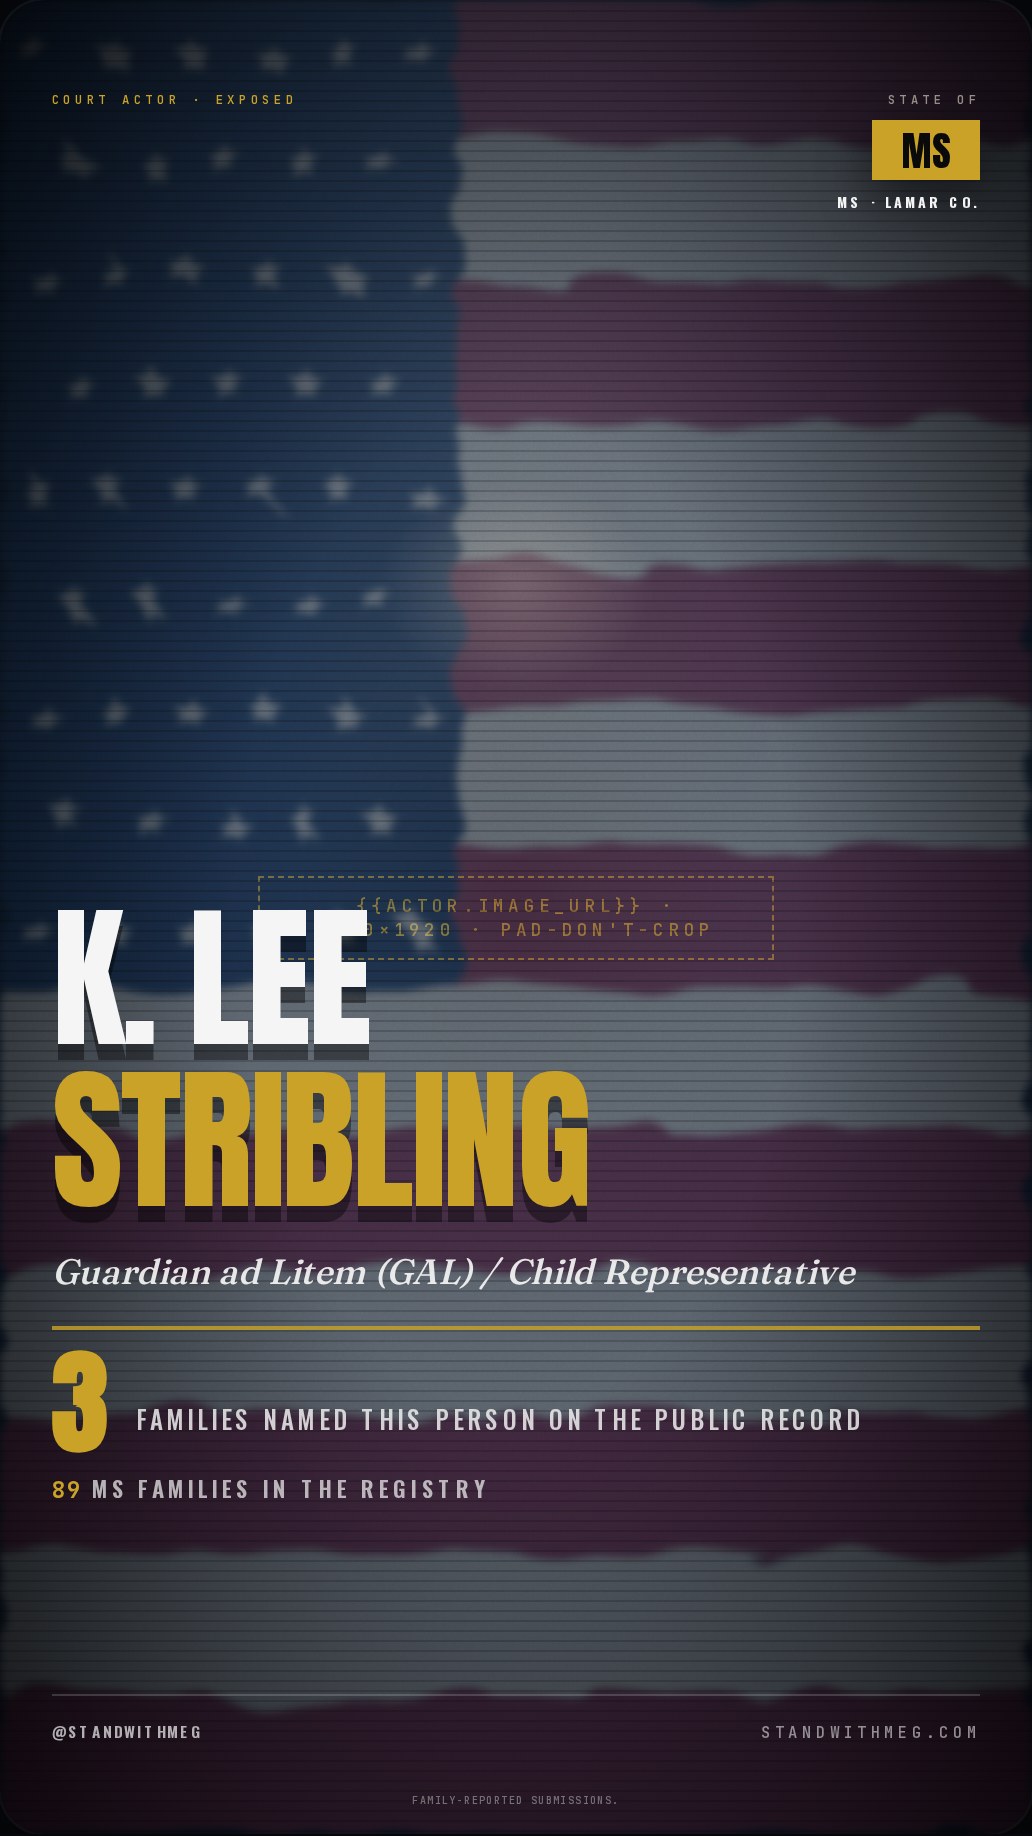 COURT ACTOR · EXPOSED
STATE OF
MS
MS · LAMAR CO.
{{ACTOR.IMAGE_URL}} ·
×1920 · PAD-DON'T-CROP
K. LEE
STRIBLING
Guardian ad Litem (GAL) / Child Representative
3 FAMILIES NAMED THIS PERSON ON THE PUBLIC RECORD
89 MS FAMILIES IN THE REGISTRY
@STANDWITHMEG
STANDWITHMEG.COM
FAMILY-REPORTED SUBMISSIONS.